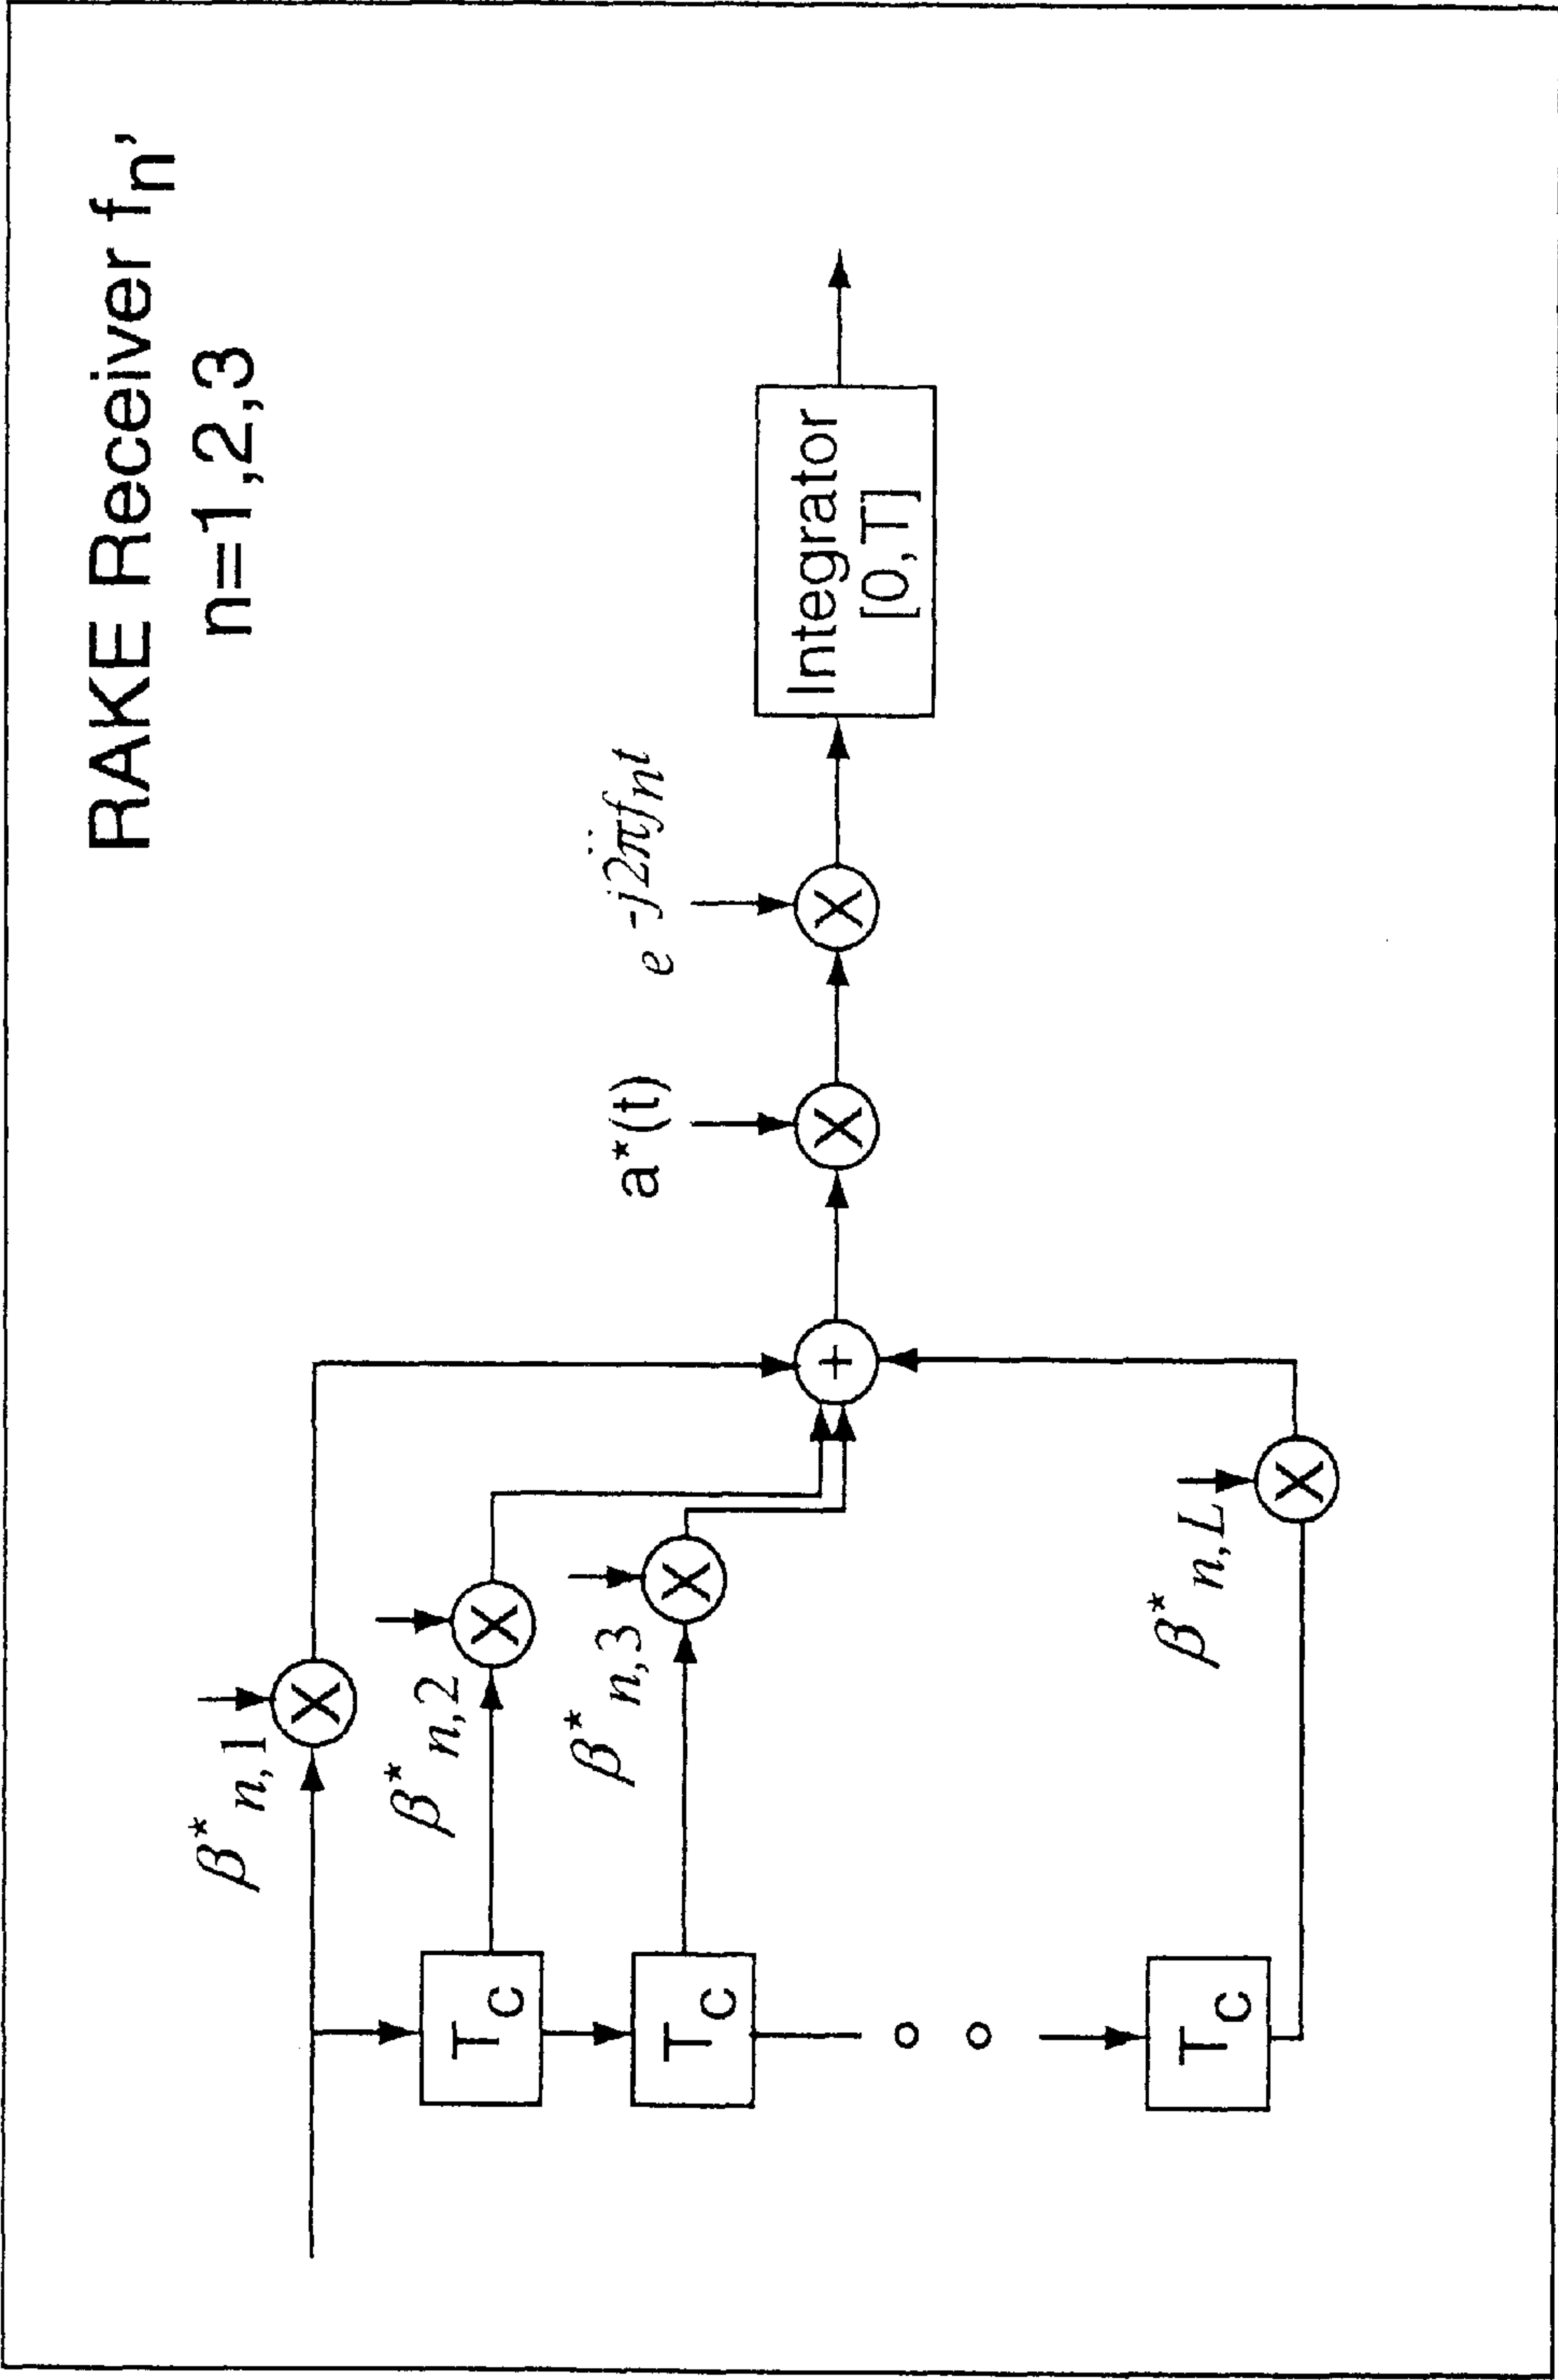 RAKE Receiver fn,
n=1,2,3
β*n,1
X
β*n,2
X
β*n,3
X
β*n,L
X
Tc
Tc
Tc
+
a*(t)
X
e-j2πfnt
X
Integrator
[0,T]